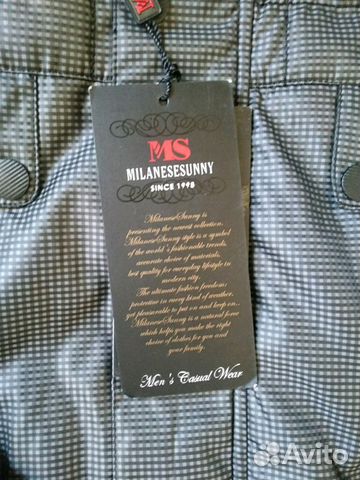 MS
MILANESESUNNY
SINCE 1998
MilaneseSunny is
presenting the newest collection.
MilaneseSunny style is a symbol
of the world's fashionable trends,
accurate choice of materials,
best quality for everyday lifestyle in
modern city.
The ultimate fashion freedom:
protective in every kind of weather,
yet pleasurable to put on and keep on..
MilaneseSunny is a natural force
which helps you make the right
choice of clothes for you and
your family.
Men's Casual Wear
Avito